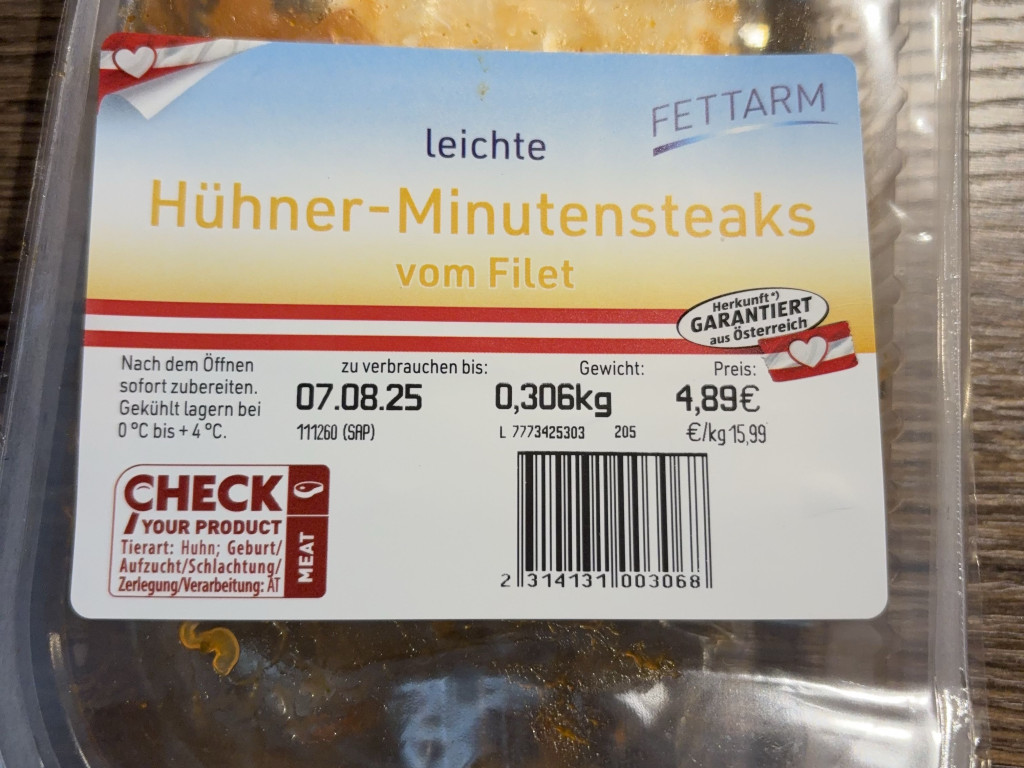 FETTARM
leichte
Hühner-Minutensteaks
vom Filet
Herkunft*)
GARANTIERT
aus Österreich
Nach dem Öffnen
sofort zubereiten.
Gekühlt lagern bei
0 °C bis + 4 °C.
zu verbrauchen bis:
07.08.25
111260 (SAP)
Gewicht:
0,306kg
L 7773425303 205
Preis:
4,89€
€/kg 15,99
CHECK
YOUR PRODUCT
Tierart: Huhn; Geburt/
Aufzucht/Schlachtung/
Zerlegung/Verarbeitung: AT
MEAT
2 314131 003068